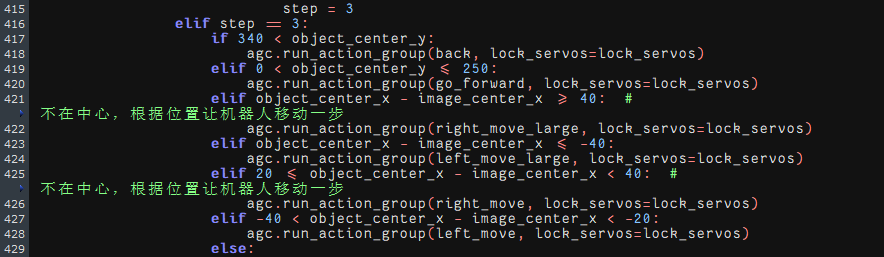 415 step = 3
416 elif step == 3:
417 if 340 < object_center_y:
418 agc.run_action_group(back, lock_servos=lock_servos)
419 elif 0 < object_center_y <= 250:
420 agc.run_action_group(go_forward, lock_servos=lock_servos)
421 elif object_center_x - image_center_x >= 40: #
不在中心，根据位置让机器人移动一步
422 agc.run_action_group(right_move_large, lock_servos=lock_servos)
423 elif object_center_x - image_center_x <= -40:
424 agc.run_action_group(left_move_large, lock_servos=lock_servos)
425 elif 20 <= object_center_x - image_center_x < 40: #
不在中心，根据位置让机器人移动一步
426 agc.run_action_group(right_move, lock_servos=lock_servos)
427 elif -40 < object_center_x - image_center_x < -20:
428 agc.run_action_group(left_move, lock_servos=lock_servos)
429 else: